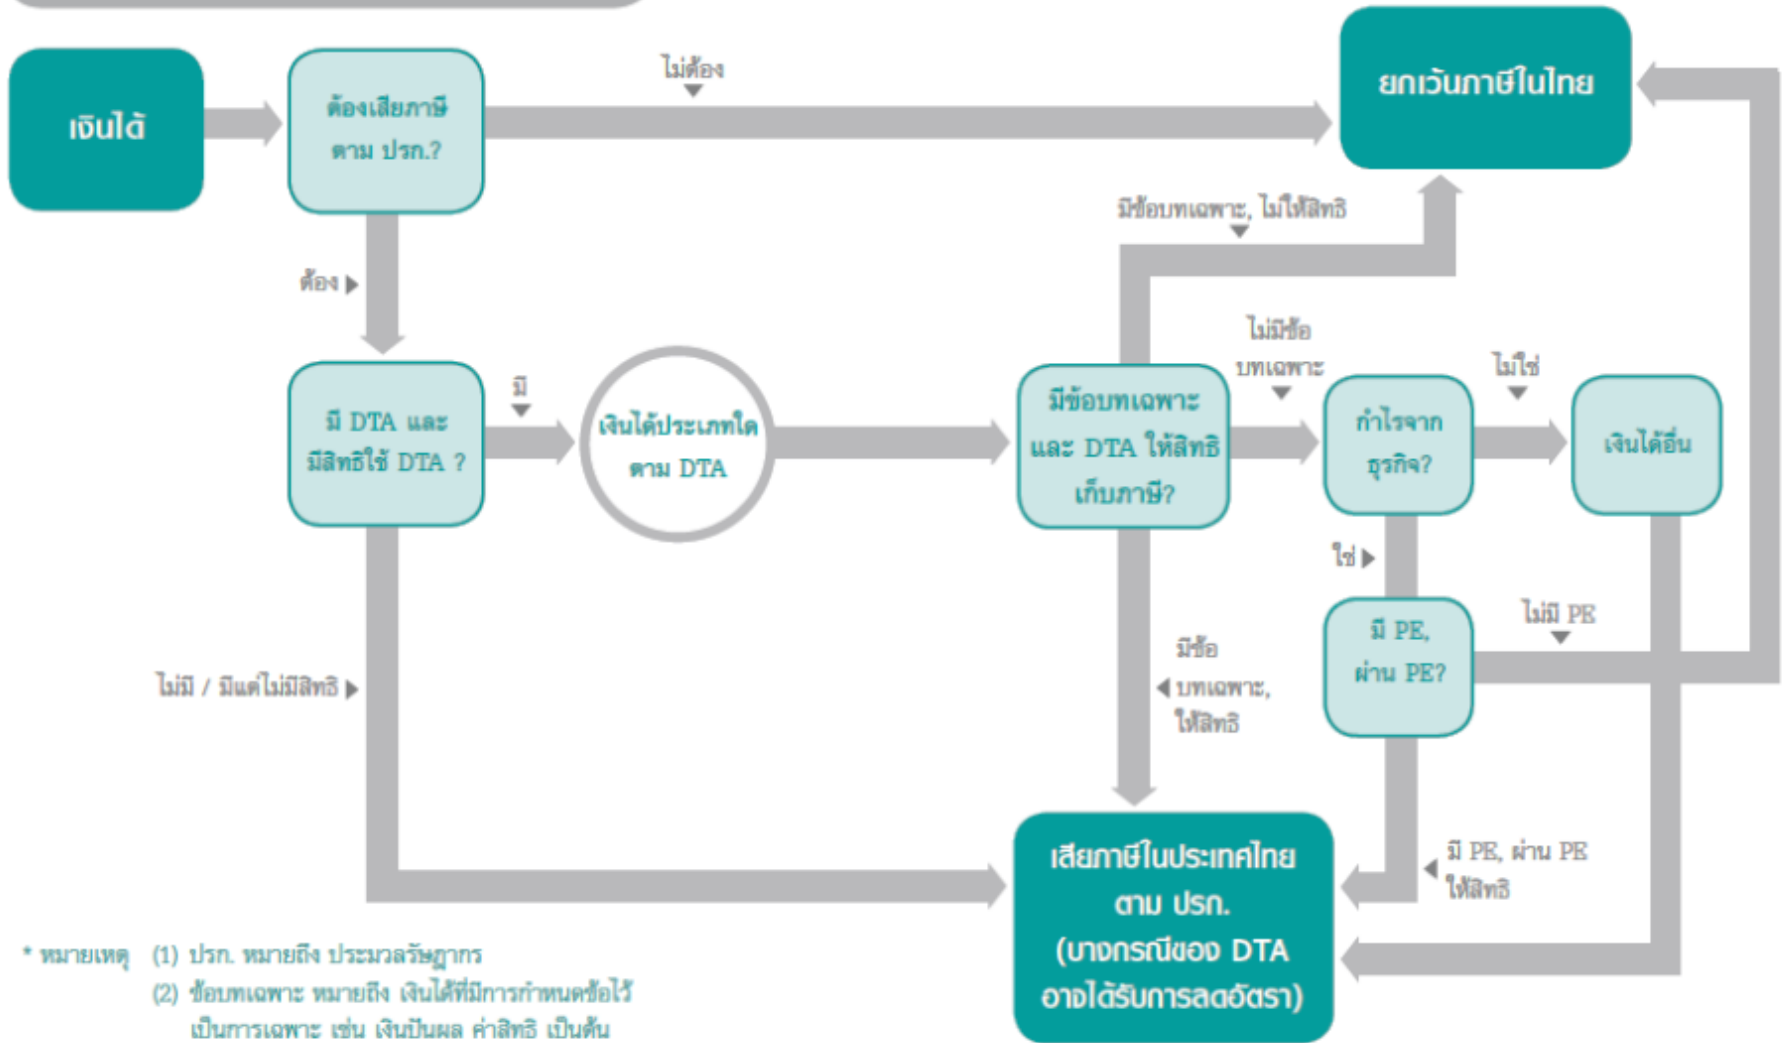 เงินได้
ต้องเสียภาษี
ตาม ปรก.?
ไม่ต้อง
ยกเว้นภาษีในไทย
มีข้อบทเฉพาะ, ไม่ให้สิทธิ
ต้อง
มี DTA และ
มีสิทธิใช้ DTA ?
มี
เงินได้ประเภทใด
ตาม DTA
มีข้อบทเฉพาะ
และ DTA ให้สิทธิ
เก็บภาษี?
ไม่มีข้อ
บทเฉพาะ
กำไรจาก
ธุรกิจ?
ไม่ใช่
เงินได้อื่น
ใช่
มี PE,
ผ่าน PE?
ไม่มี PE
ไม่มี / มีแต่ไม่มีสิทธิ
มีข้อ
บทเฉพาะ,
ให้สิทธิ
มี PE, ผ่าน PE
ให้สิทธิ
เสียภาษีในประเทศไทย
ตาม ปรก.
(บางกรณีของ DTA
อาจได้รับการลดอัตรา)
* หมายเหตุ (1) ปรก. หมายถึง ประมวลรัษฎากร
(2) ข้อบทเฉพาะ หมายถึง เงินได้ที่มีการกำหนดข้อไว้
เป็นการเฉพาะ เช่น เงินปันผล ค่าสิทธิ เป็นต้น